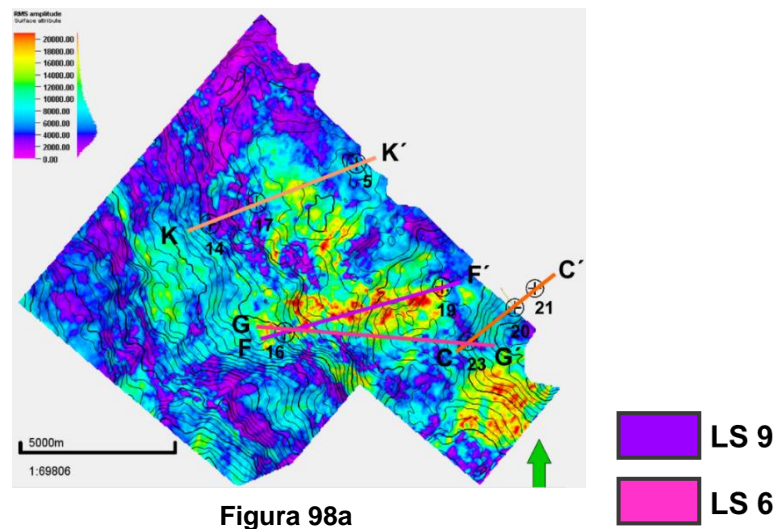 RMS amplitude
Surface attribute
20000.00
18000.00
16000.00
14000.00
12000.00
10000.00
8000.00
6000.00
4000.00
2000.00
0.00
K´
5
K
17
14
C´
F´
19
21
20
G
F
16
C
23
G´
5000m
1:69806
LS 9
LS 6
Figura 98a